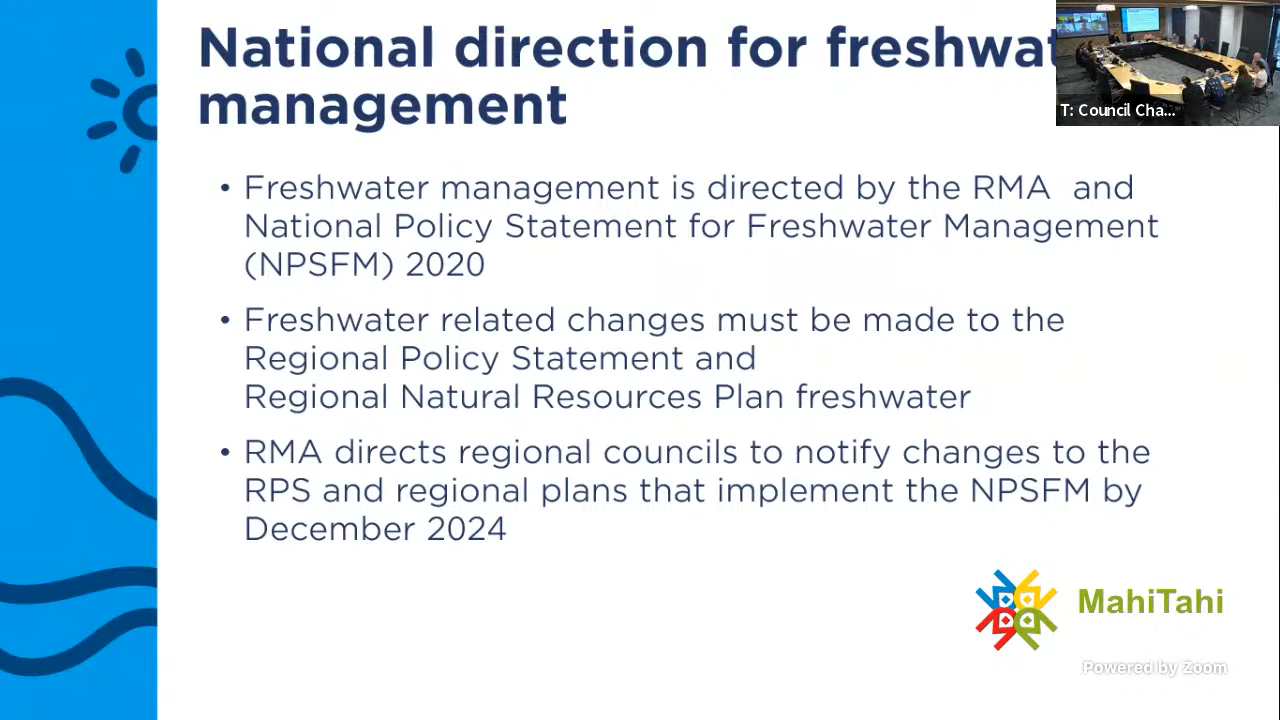 National direction for freshwat
management
• Freshwater management is directed by the RMA and
National Policy Statement for Freshwater Management
(NPSFM) 2020
• Freshwater related changes must be made to the
Regional Policy Statement and
Regional Natural Resources Plan freshwater
• RMA directs regional councils to notify changes to the
RPS and regional plans that implement the NPSFM by
December 2024
T: Council Cha...
MahiTahi
Powered by Zoom